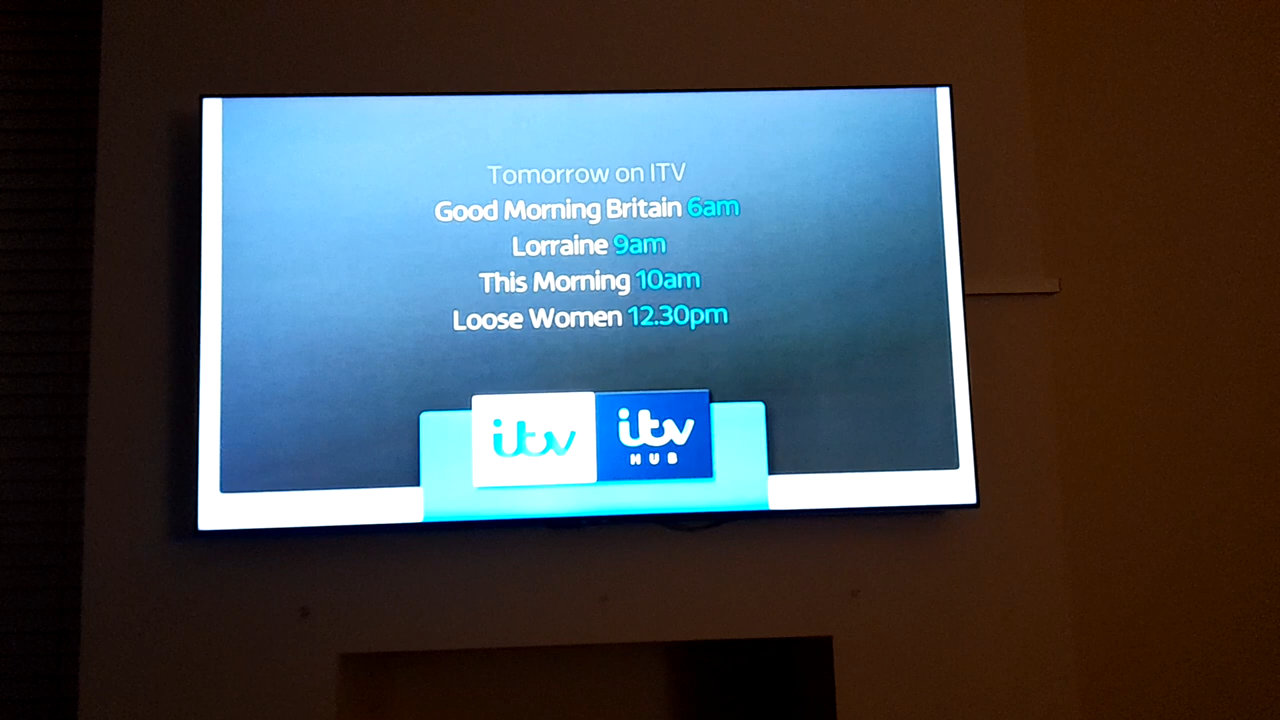 Tomorrow on ITV
Good Morning Britain 6am
Lorraine 9am
This Morning 10am
Loose Women 12.30pm
itv
itv
HUB